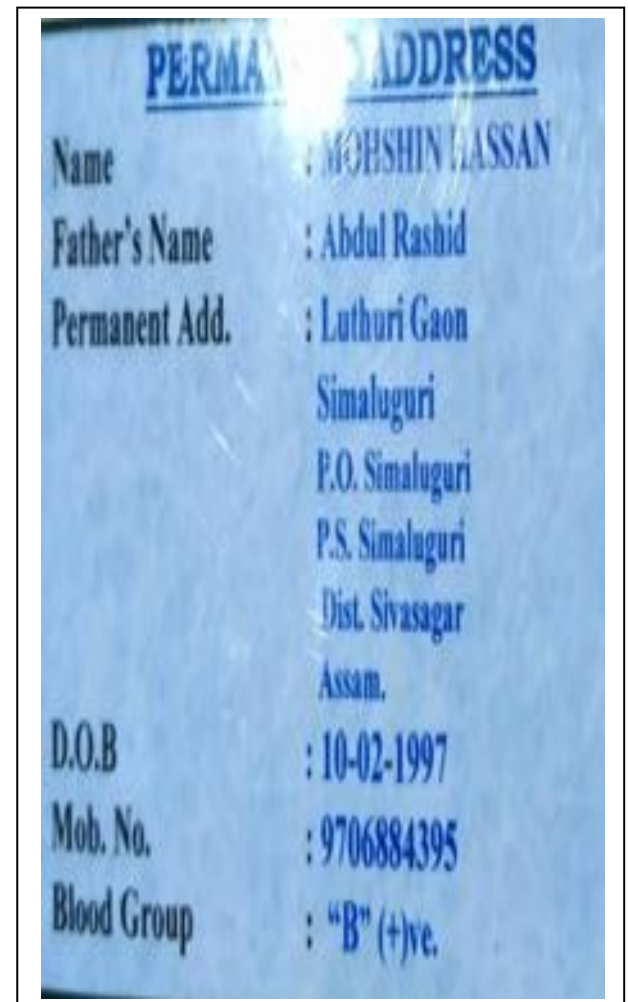 ADDRESS
Name : MOHSHIN HASSAN
Father's Name : Abdul Rashid
Permanent Add. : Luthuri Gaon
Simaluguri
P.O. Simaluguri
P.S. Simaluguri
Dist. Sivasagar
Assam.
D.O.B : 10-02-1997
Mob. No. : 9706884395
Blood Group : “B” (+)ve.